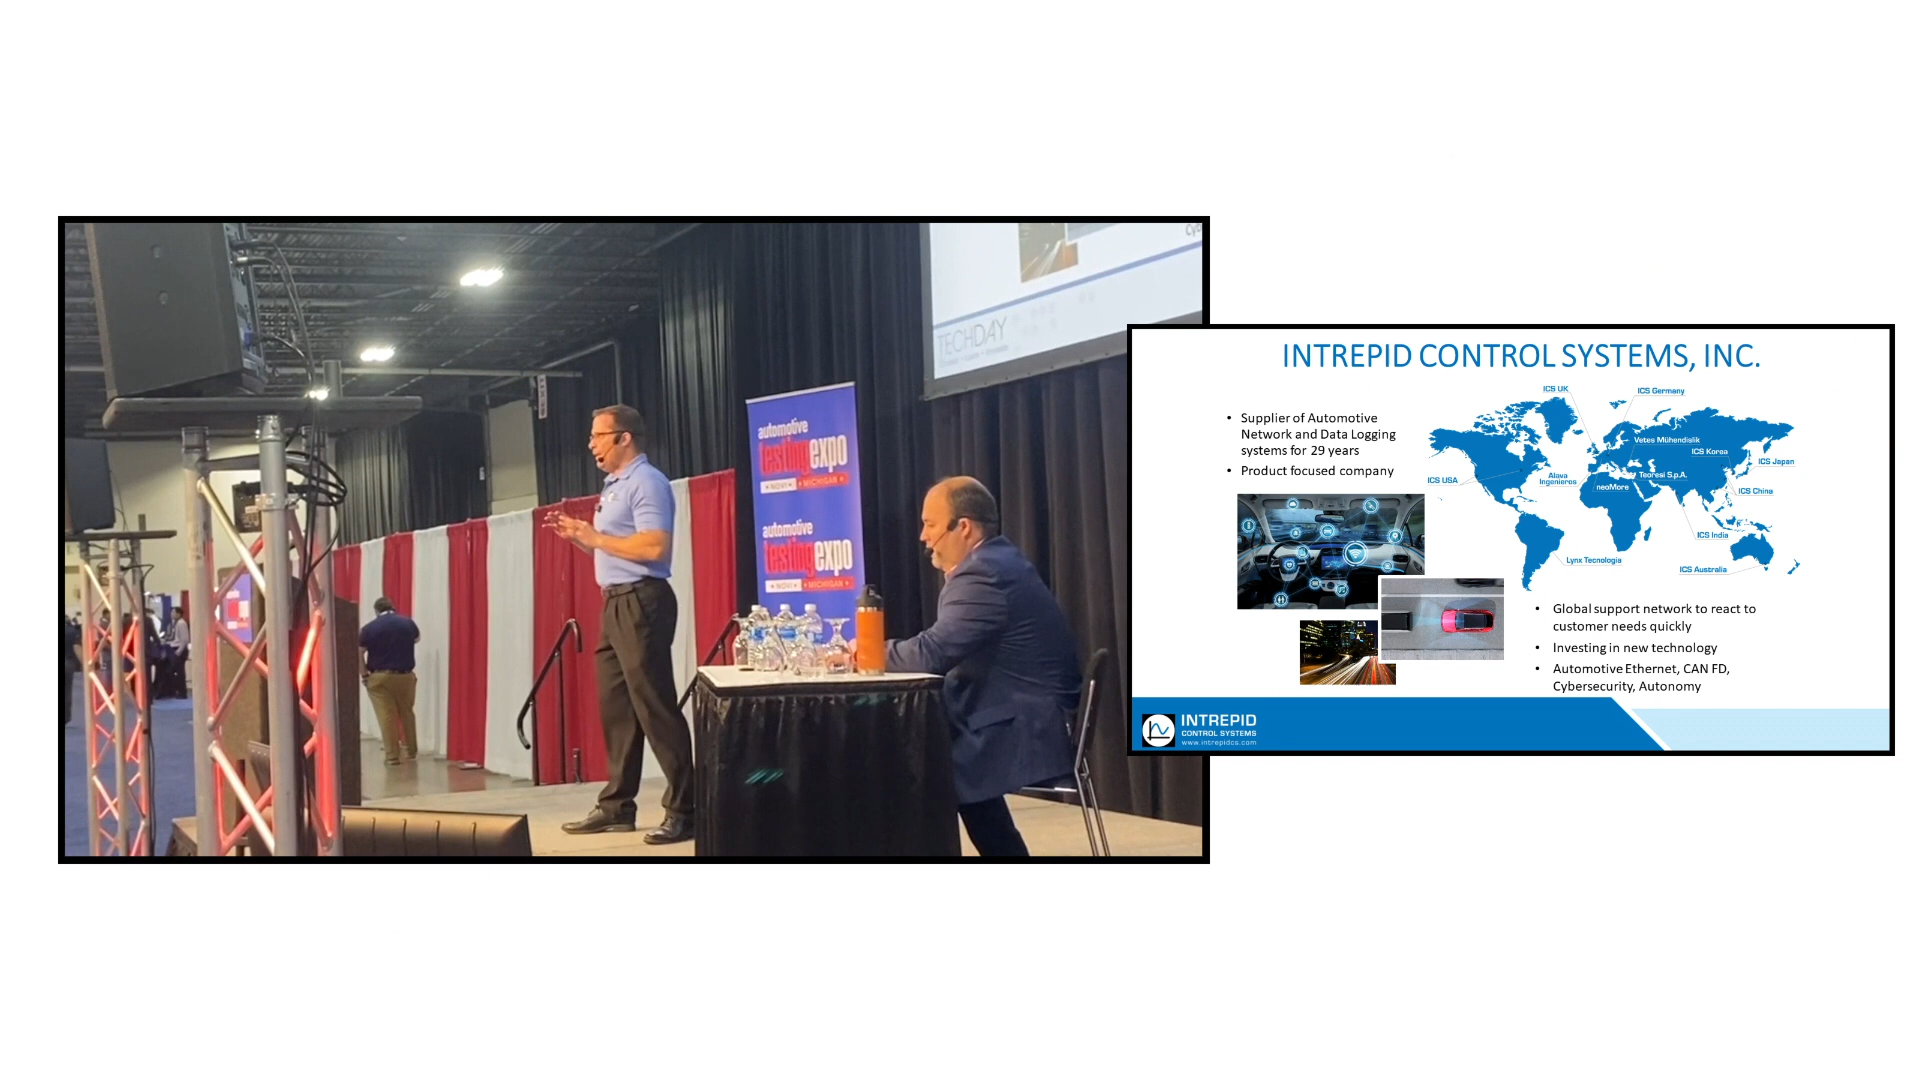 Cyb
TECHDAY
automotive
testing expo
NOVI MICHIGAN
automotive
testing expo
NOVI MICHIGAN
INTREPID CONTROL SYSTEMS, INC.
• Supplier of Automotive
Network and Data Logging
systems for 29 years
• Product focused company
ICS UK
ICS Germany
Vetes Mühendislik
ICS Korea
ICS Japan
ICS USA
Alava
Ingenieros
Teoresi S.p.A.
neoMore
ICS China
ICS India
Lynx Tecnologia
ICS Australia
• Global support network to react to
customer needs quickly
• Investing in new technology
• Automotive Ethernet, CAN FD,
Cybersecurity, Autonomy
INTREPID
CONTROL SYSTEMS
www.intrepidcs.com